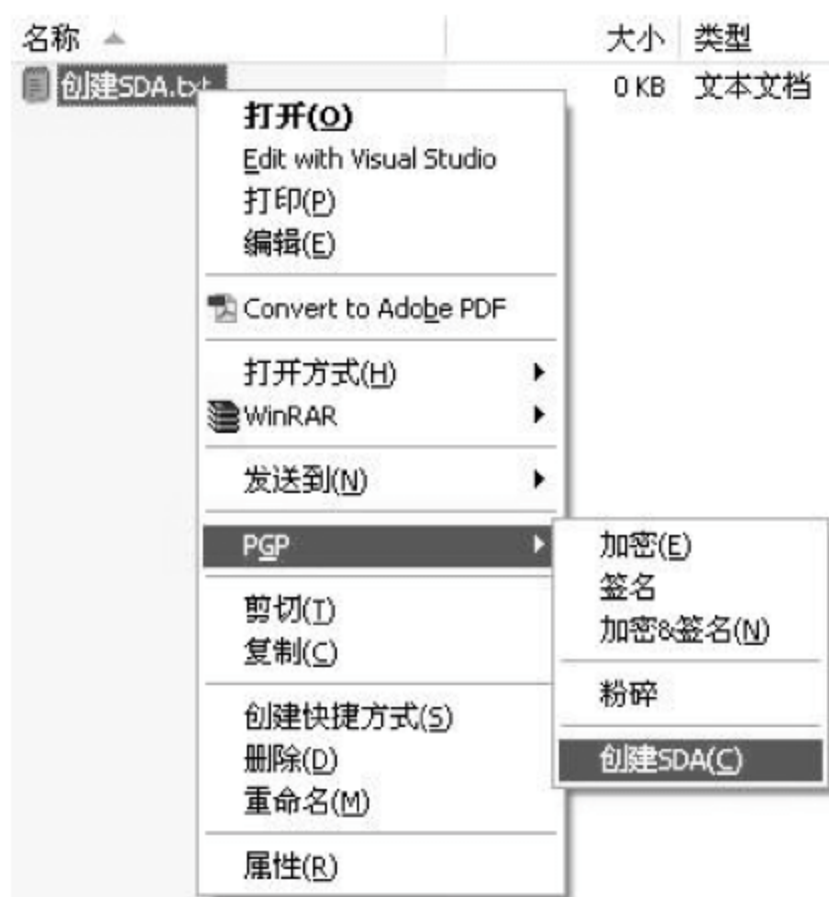 名称 大小 类型
创建SDA.txt 0 KB 文本文档
打开(O)
Edit with Visual Studio
打印(P)
编辑(E)
Convert to Adobe PDF
打开方式(H)
WinRAR
发送到(N)
PGP
剪切(T)
复制(C)
创建快捷方式(S)
删除(D)
重命名(M)
属性(R)
加密(E)
签名
加密&签名(N)
粉碎
创建SDA(C)